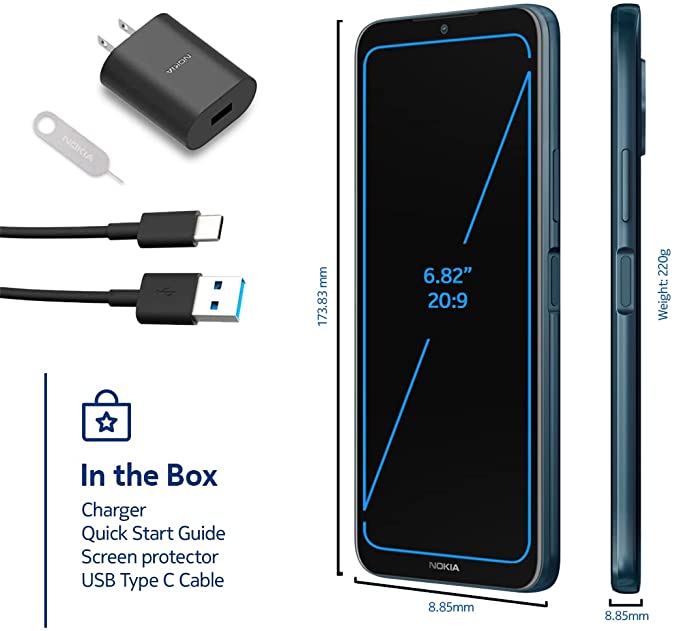 NOKIA
NOKIA
173.83 mm
6.82”
20:9
Weight: 220g
NOKIA
8.85mm
8.85mm
In the Box
Charger
Quick Start Guide
Screen protector
USB Type C Cable